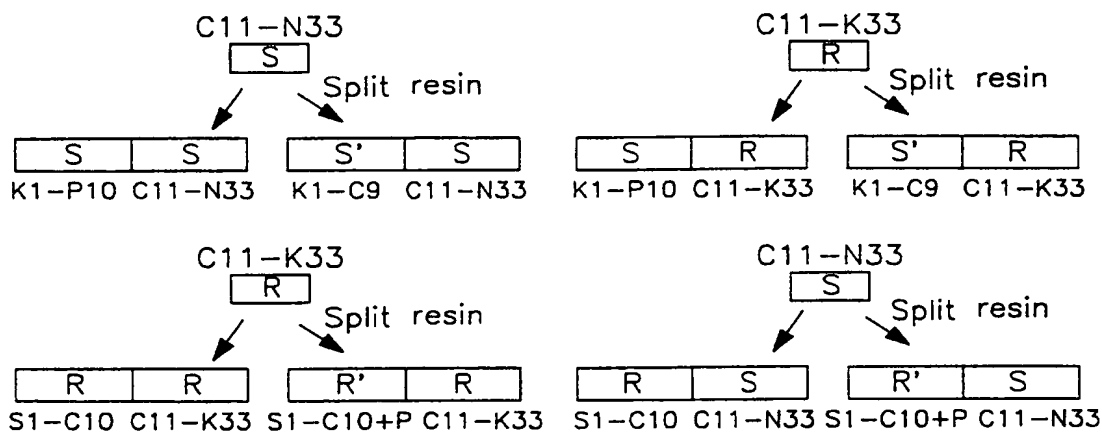 C11-N33
S
Split resin
S S S' S
K1-P10 C11-N33 K1-C9 C11-N33
C11-K33
R
Split resin
S R S' R
K1-P10 C11-K33 K1-C9 C11-K33
C11-K33
R
Split resin
R R R' R
S1-C10 C11-K33 S1-C10+P C11-K33
C11-N33
S
Split resin
R S R' S
S1-C10 C11-N33 S1-C10+P C11-N33